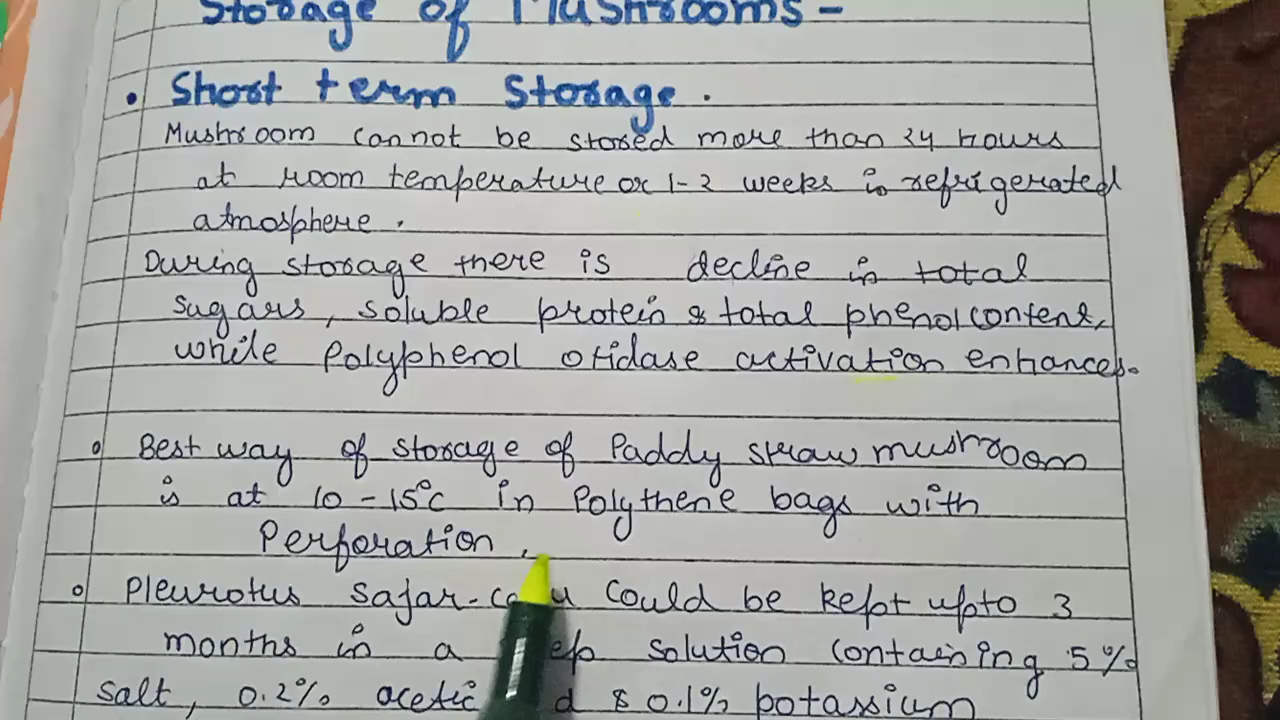 Storage of Mushrooms -
• Short term Storage.
Mushroom cannot be stored more than 24 hours
at room temperature or 1-2 weeks in refrigerated
atmosphere.
During storage there is decline in total
sugars, soluble protein & total phenol content,
while Polyphenol oxidase activation enhances.
Best way of storage of Paddy straw mushroom
is at 10-15°C in Polythene bags with
Perforation.
Pleurotus Sajar-caju could be kept upto 3
months in a solution containing 5%
salt, 0.2% acetic & 0.1% potassium